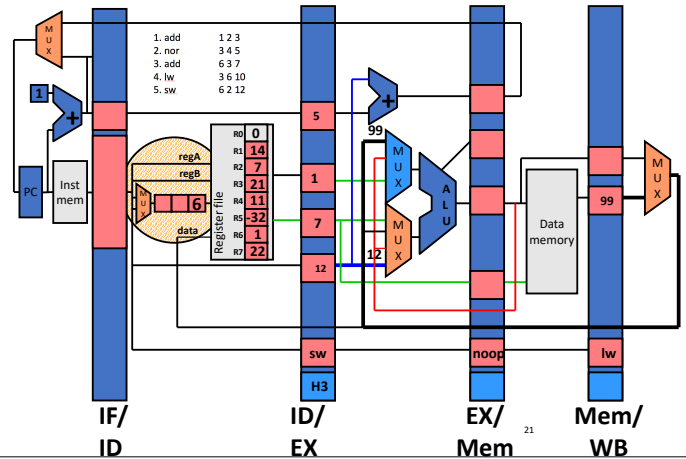 M U X
1
+
PC
Inst mem
1. add 1 2 3
2. nor 3 4 5
3. add 6 3 7
4. lw 3 6 10
5. sw 6 2 12
regA
regB
M U X
6
data
Register file
R0 0
R1 14
R2 7
R3 21
R4 11
R5 -32
R6 1
R7 22
5
1
7
12
sw
H3
+
99
M U X
12
M U X
A L U
noop
Data memory
99
lw
M U X
IF/ ID
ID/ EX
EX/ Mem
21
Mem/ WB